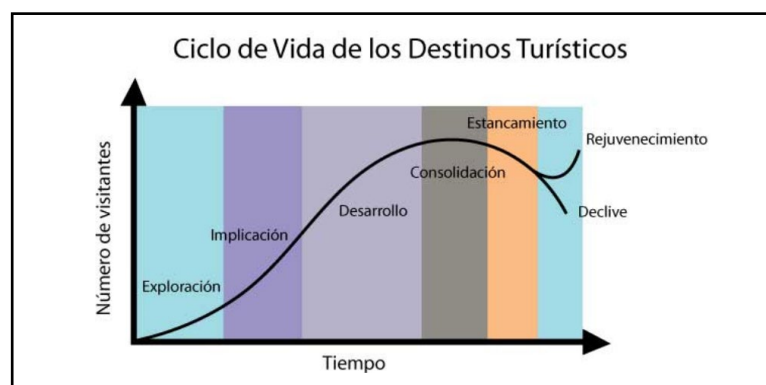 Ciclo de Vida de los Destinos Turísticos
Número de visitantes
Estancamiento
Rejuvenecimiento
Consolidación
Desarrollo
Declive
Implicación
Exploración
Tiempo